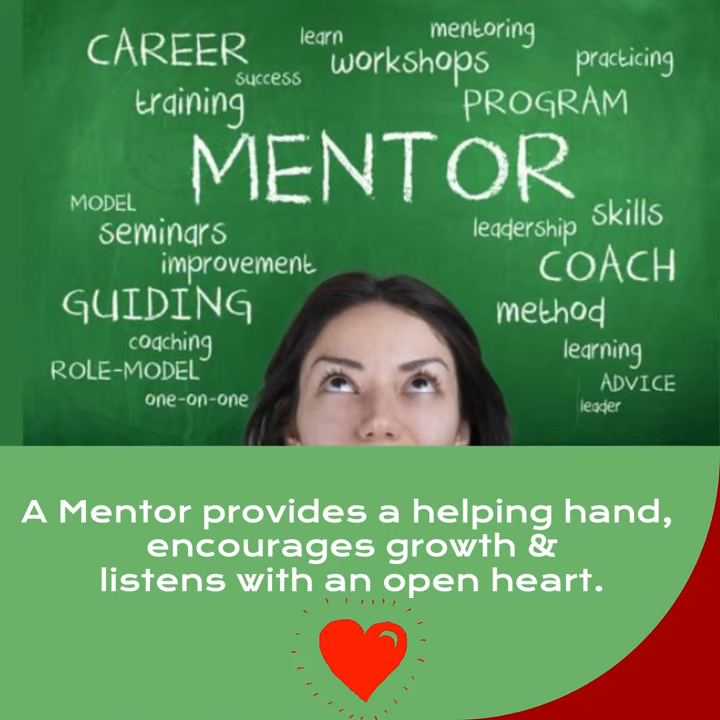 CAREER
learn
mentoring
workshops
practicing
success
training
PROGRAM
MENTOR
MODEL
seminars
improvement
GUIDING
coaching
ROLE-MODEL
one-on-one
leadership
skills
COACH
method
learning
ADVICE
leader
A Mentor provides a helping hand,
encourages growth &
listens with an open heart.